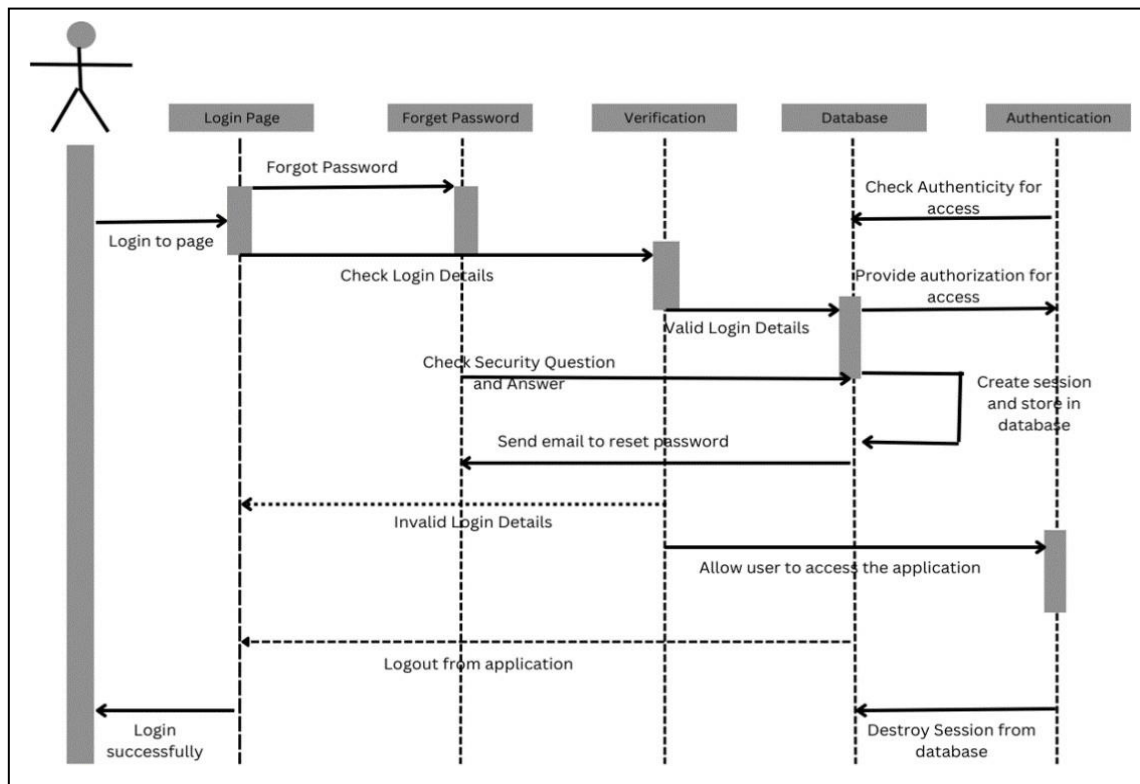 Login Page
Forget Password
Verification
Database
Authentication
Forgot Password
Check Authenticity for
access
Login to page
Check Login Details
Provide authorization for
access
Valid Login Details
Check Security Question
and Answer
Create session
and store in
database
Send email to reset password
Invalid Login Details
Allow user to access the application
Logout from application
Login
successfully
Destroy Session from
database